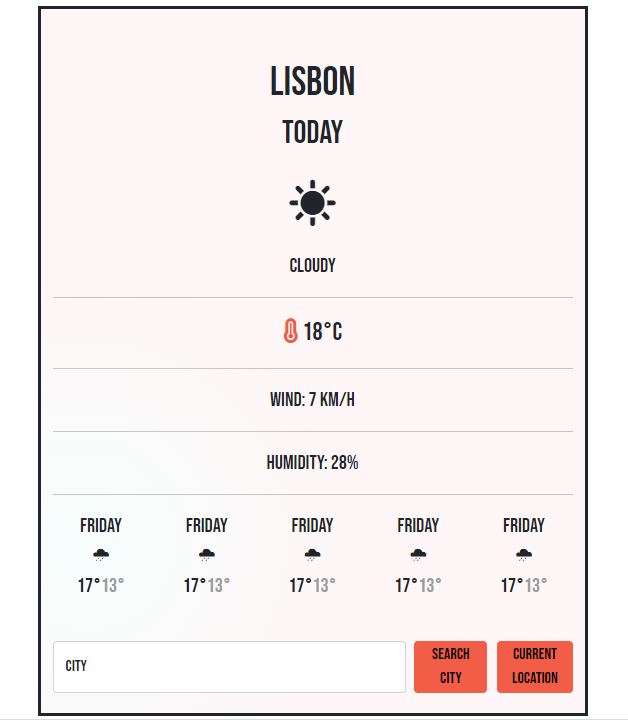 LISBON
TODAY
CLOUDY
18°C
WIND: 7 KM/H
HUMIDITY: 28%
FRIDAY FRIDAY FRIDAY FRIDAY FRIDAY
17°13° 17°13° 17°13° 17°13° 17°13°
CITY
SEARCH CITY
CURRENT LOCATION